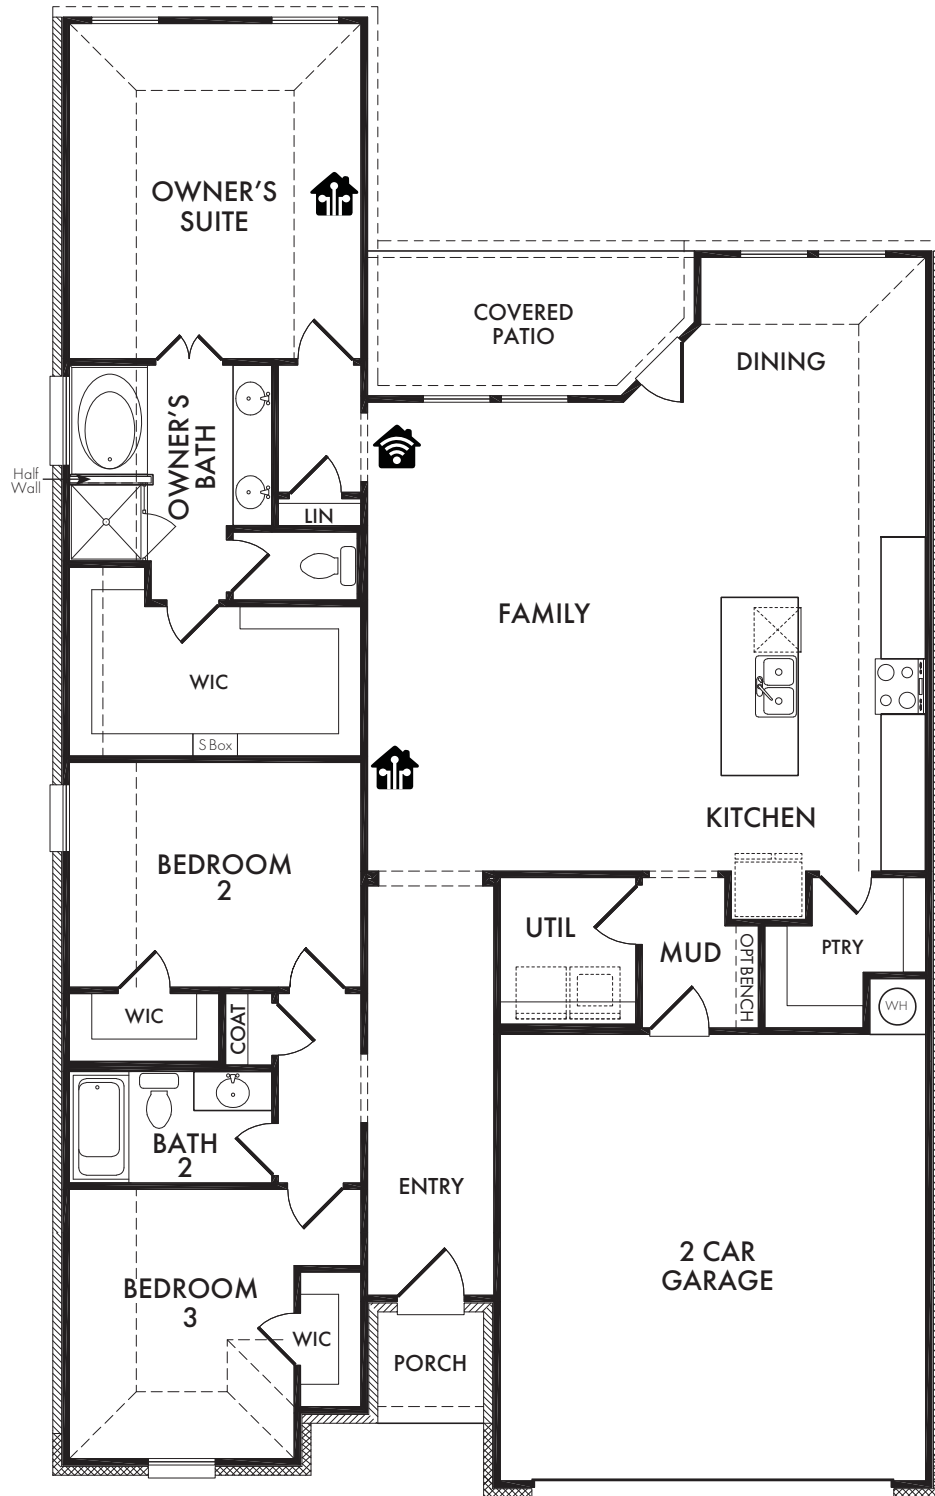 OWNER'S
SUITE
COVERED
PATIO
DINING
OWNER'S
BATH
Half
Wall
LIN
FAMILY
WIC
S Box
KITCHEN
BEDROOM
2
UTIL
MUD
OPT BENCH
PTRY
WIC
COAT
WH
BATH
2
ENTRY
2 CAR
GARAGE
BEDROOM
3
WIC
PORCH